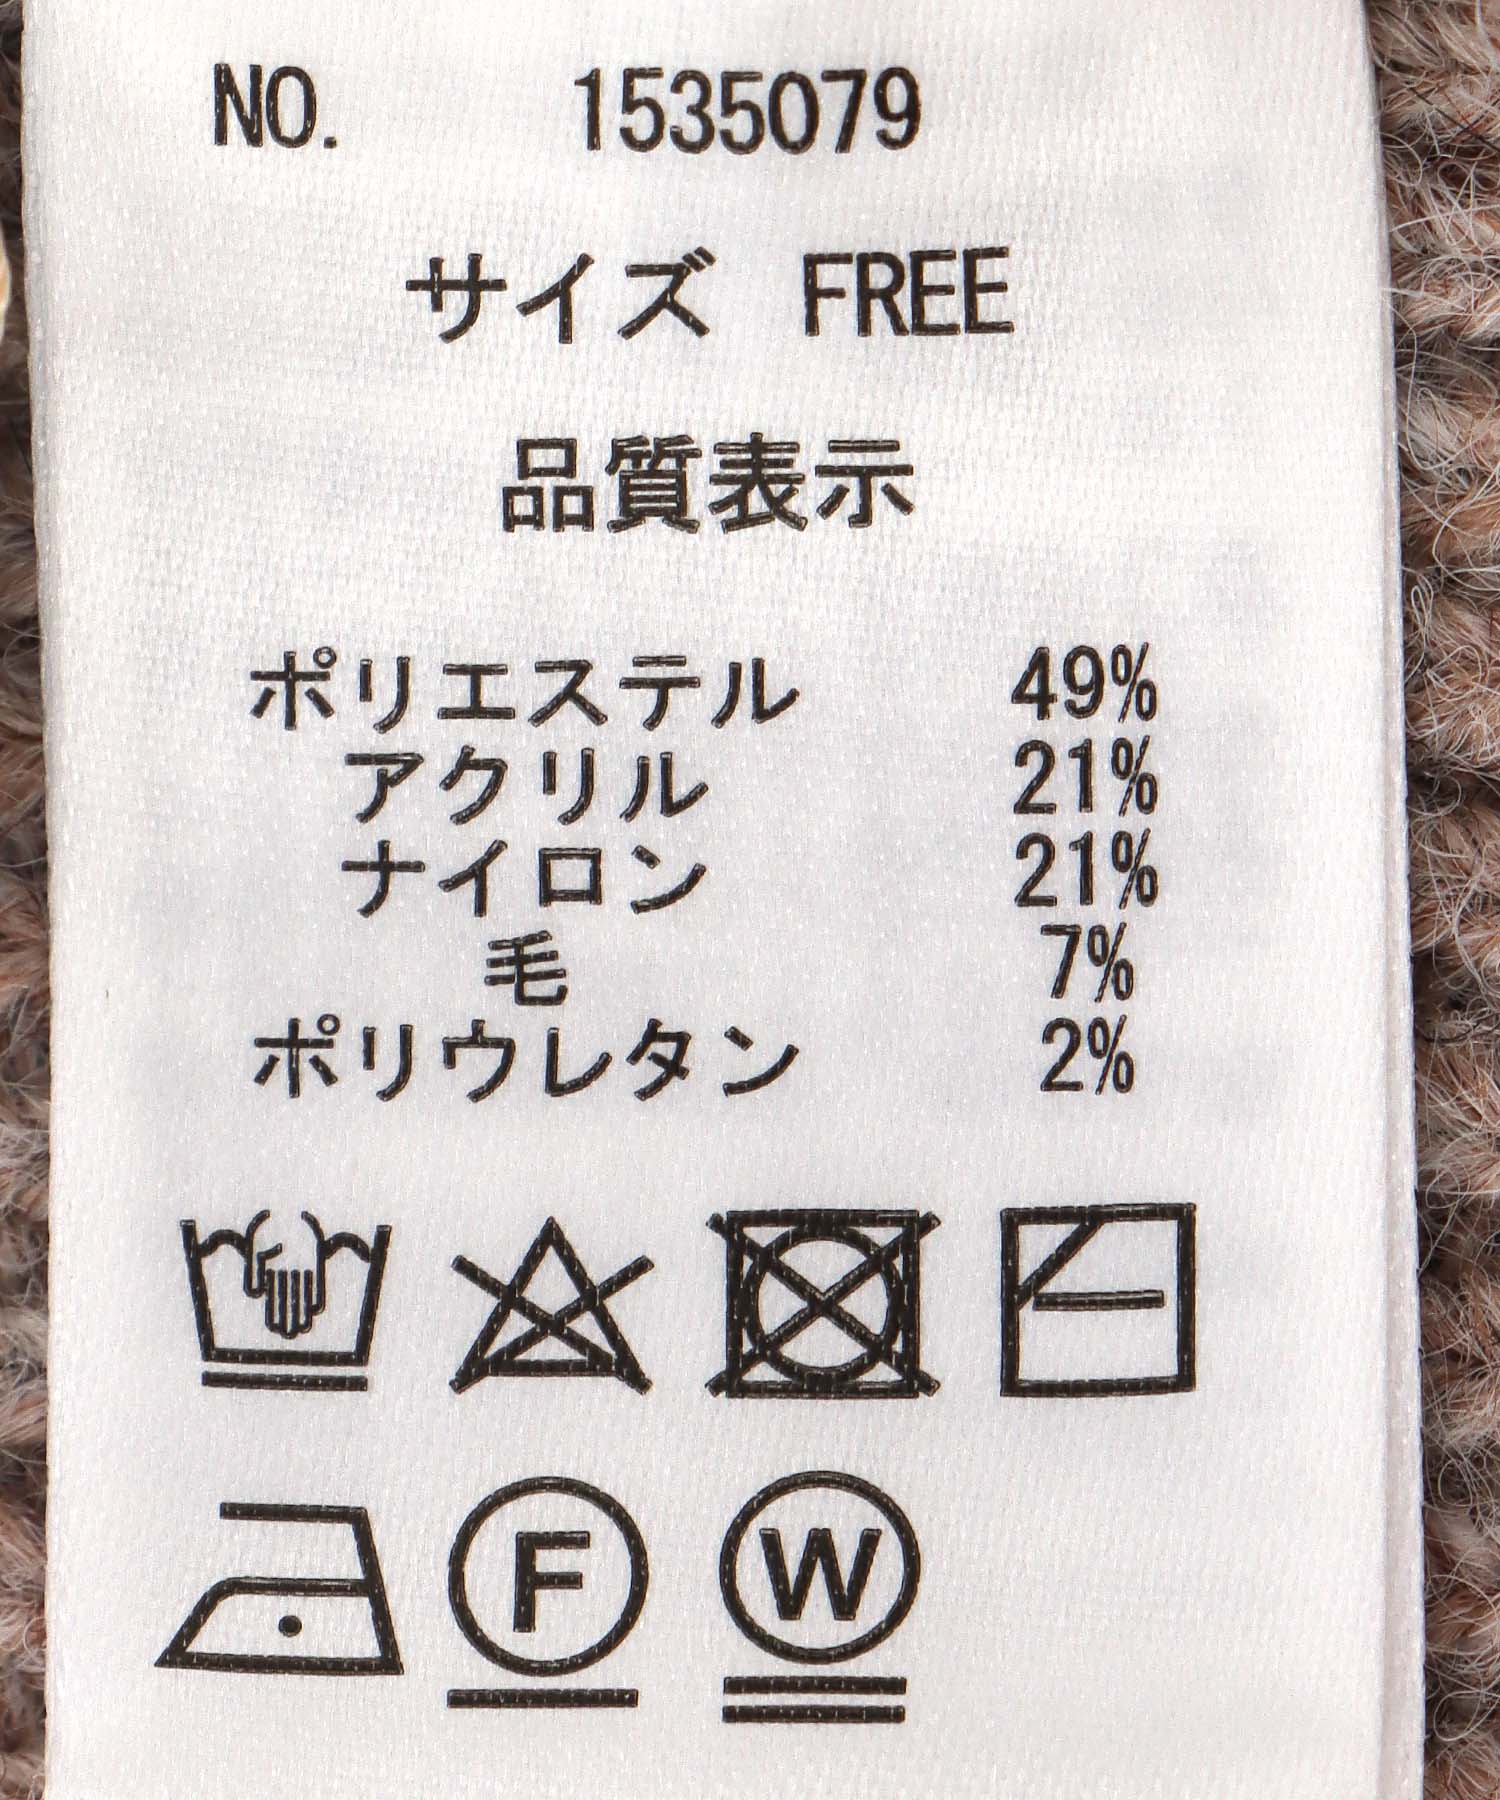 NO. 1535079
サイズ FREE
品質表示
ポリエステル 49%
アクリル 21%
ナイロン 21%
毛 7%
ポリウレタン 2%
F W